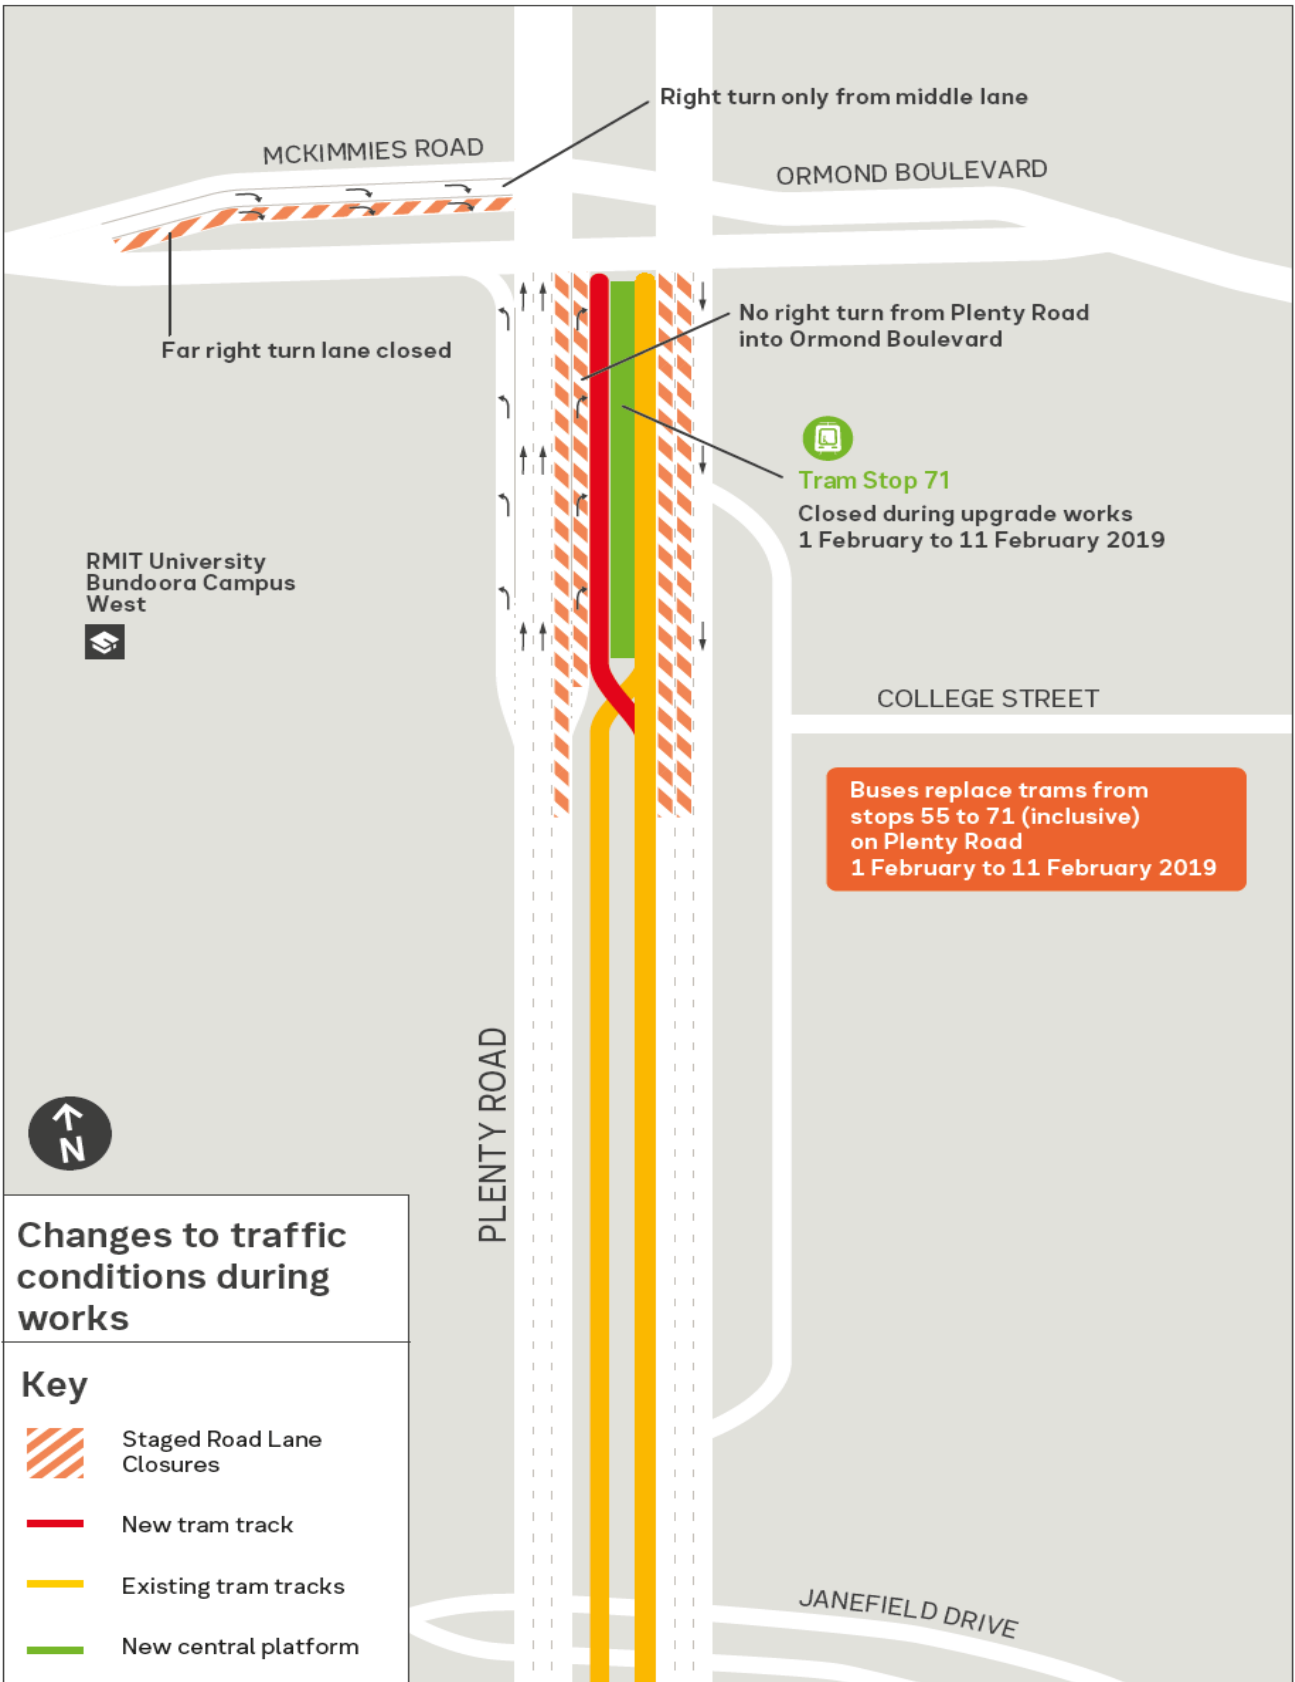 Right turn only from middle lane
MCKIMMIES ROAD
ORMOND BOULEVARD
No right turn from Plenty Road
into Ormond Boulevard
Far right turn lane closed
Tram Stop 71
Closed during upgrade works
1 February to 11 February 2019
RMIT University
Bundoora Campus
West
COLLEGE STREET
Buses replace trams from
stops 55 to 71 (inclusive)
on Plenty Road
1 February to 11 February 2019
PLENTY ROAD
N
Changes to traffic
conditions during
works
Key
Staged Road Lane
Closures
New tram track
Existing tram tracks
New central platform
JANEFIELD DRIVE